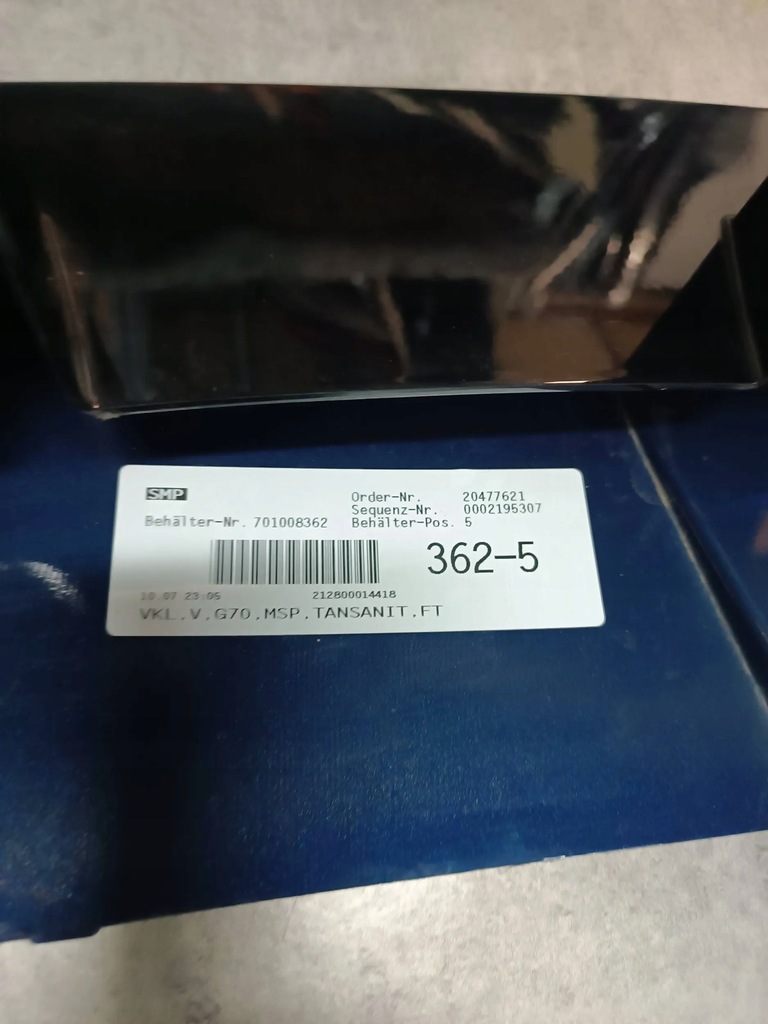 SMP
Order-Nr. 20477621
Sequenz-Nr. 0002195307
Behälter-Nr. 701008362 Behälter-Pos. 5
362-5
10.07 23:05 212800014418
VKL.V.G70.MSP.TANSANIT.FT